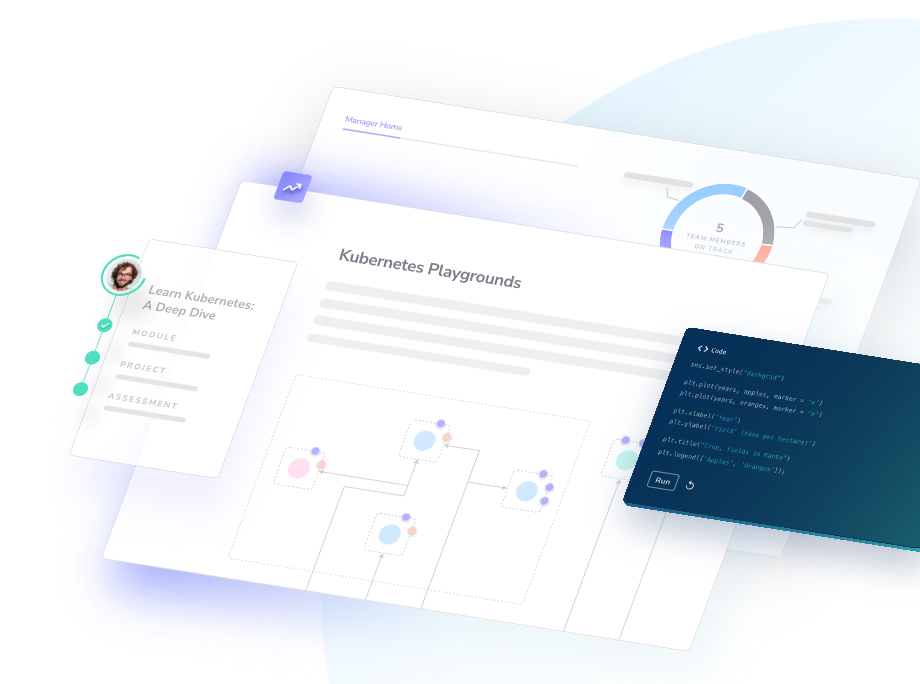 Manager Home
5
TEAM MEMBERS
ON TRACK
Kubernetes Playgrounds
Learn Kubernetes:
A Deep Dive
MODULE
PROJECT
ASSESSMENT
<> Code
sns.set_style("darkgrid")
plt.plot(years, apples, marker = 'x')
plt.plot(years, oranges, marker = 'x')
plt.xlabel('Year')
plt.ylabel('Yield' (tons per hectare)')
plt.title("Crop, Yields in Kanto")
plt.legend(['Apples', 'Oranges']);
Run